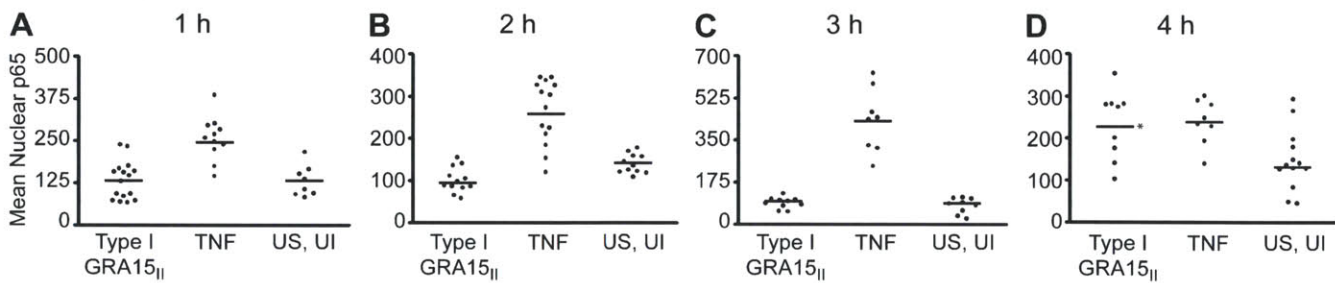 A 1 h
Mean Nuclear p65
500
375
250
125
0
Type I GRA15II
TNF
US, UI
B 2 h
400
300
200
100
0
Type I GRA15II
TNF
US, UI
C 3 h
700
525
350
175
0
Type I GRA15II
TNF
US, UI
D 4 h
400
300
200
100
0
*
Type I GRA15II
TNF
US, UI